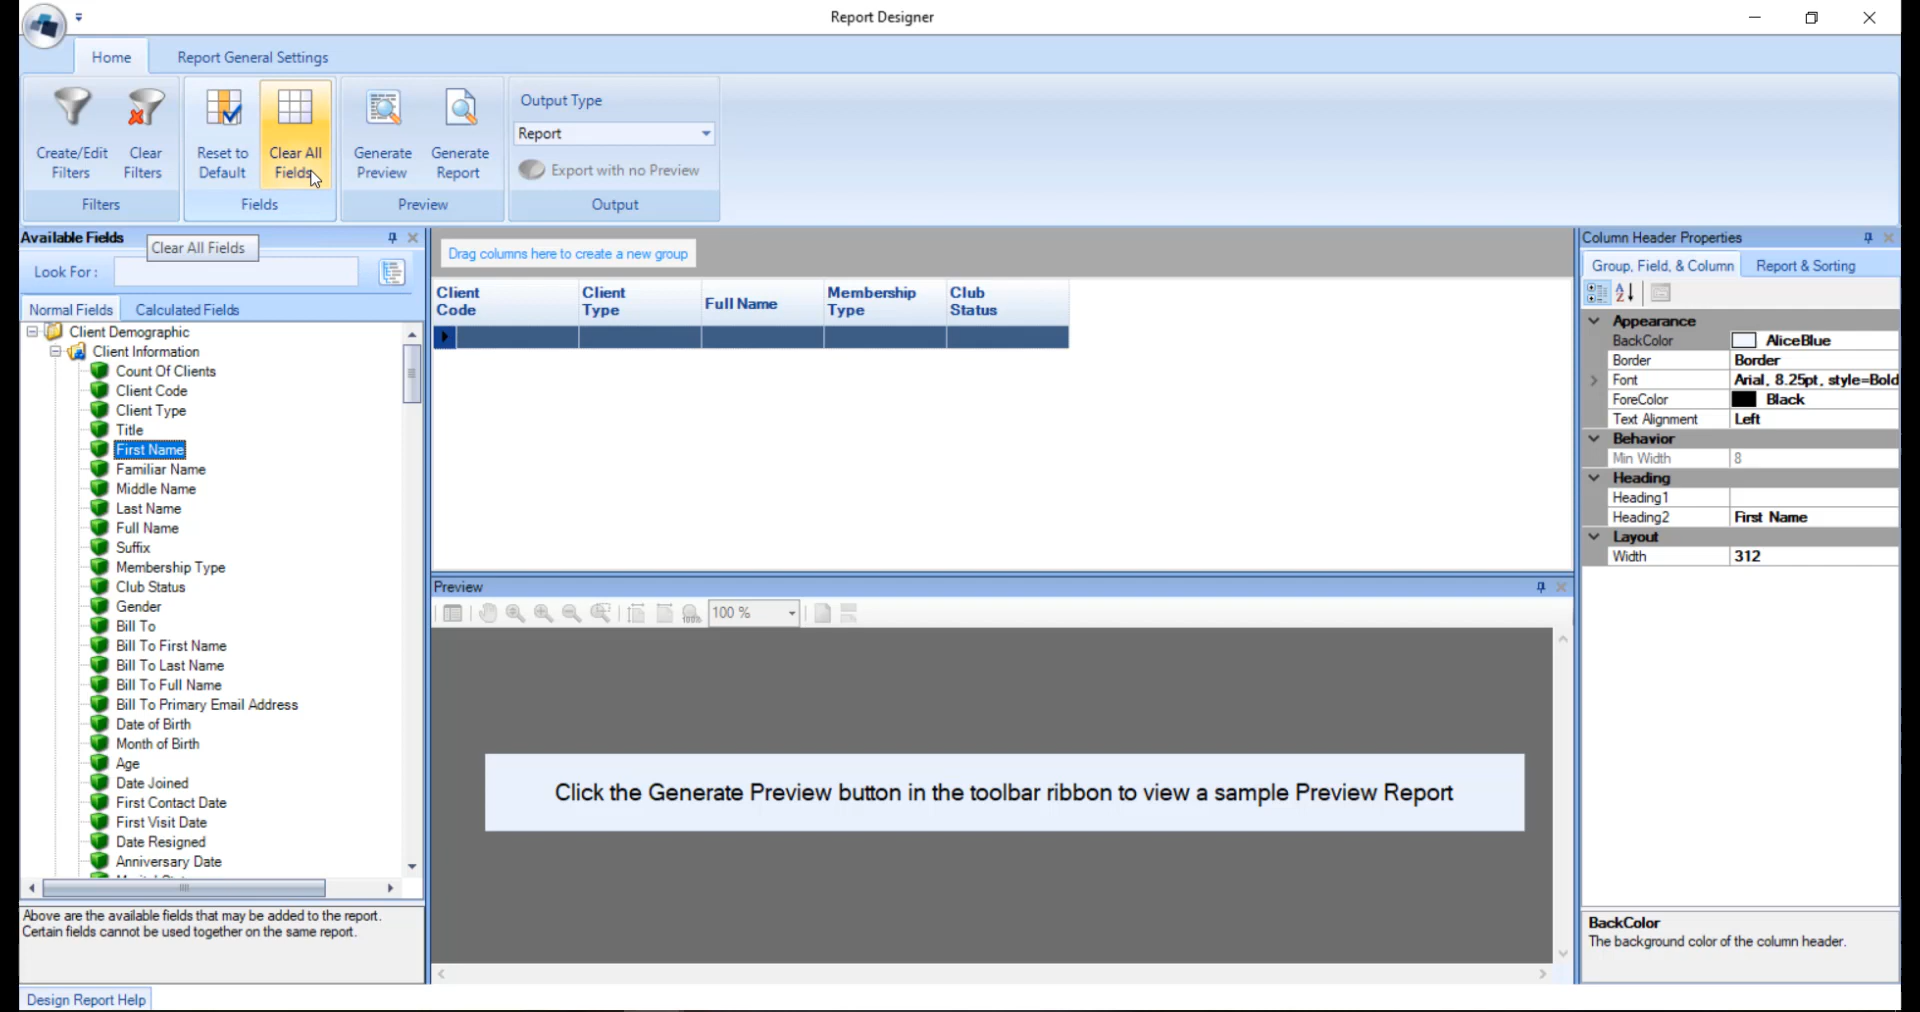 Report Designer
Home
Report General Settings
Create/Edit
Filters
Clear
Filters
Filters
Reset to
Default
Clear All
Fields
Fields
Generate
Preview
Generate
Report
Preview
Output Type
Report
Export with no Preview
Output
Available Fields
Clear All Fields
Look For :
Normal Fields
Calculated Fields
Client Demographic
Client Information
Count Of Clients
Client Code
Client Type
Title
First Name
Familiar Name
Middle Name
Last Name
Full Name
Suffix
Membership Type
Club Status
Gender
Bill To
Bill To First Name
Bill To Last Name
Bill To Full Name
Bill To Primary Email Address
Date of Birth
Month of Birth
Age
Date Joined
First Contact Date
First Visit Date
Date Resigned
Anniversary Date
Above are the available fields that may be added to the report.
Certain fields cannot be used together on the same report.
Design Report Help
Drag columns here to create a new group
Client
Code
Client
Type
Full Name
Membership
Type
Club
Status
Preview
100 %
Click the Generate Preview button in the toolbar ribbon to view a sample Preview Report
Column Header Properties
Group, Field, & Column
Report & Sorting
Appearance
BackColor AliceBlue
Border Border
Font Arial, 8.25pt, style=Bold
ForeColor Black
Text Alignment Left
Behavior
Min Width 8
Heading
Heading1
Heading2 First Name
Layout
Width 312
BackColor
The background color of the column header.